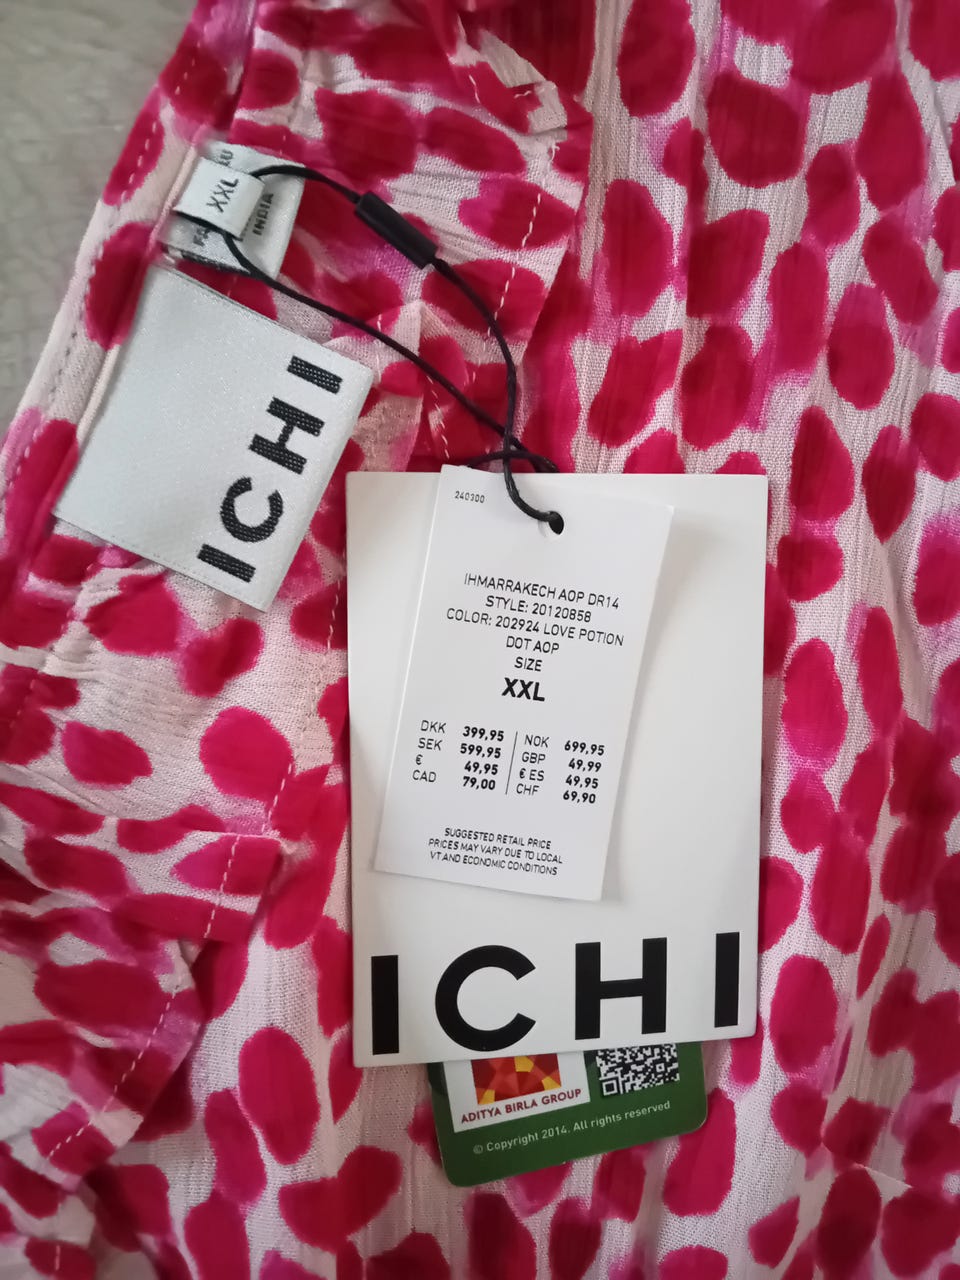 XXL
INDIA
ICHI
240300
IHMARRAKECH AOP DR14
STYLE: 20120858
COLOR: 202924 LOVE POTION
DOT AOP
SIZE
XXL
DKK 399,95
SEK 599,95
€ 49,95
CAD 79,00
NOK 699,95
GBP 49,99
€ ES 49,95
CHF 69,90
SUGGESTED RETAIL PRICE
PRICES MAY VARY DUE TO LOCAL
VT AND ECONOMIC CONDITIONS
ICHI
ADITYA BIRLA GROUP
© Copyright 2014. All rights reserved